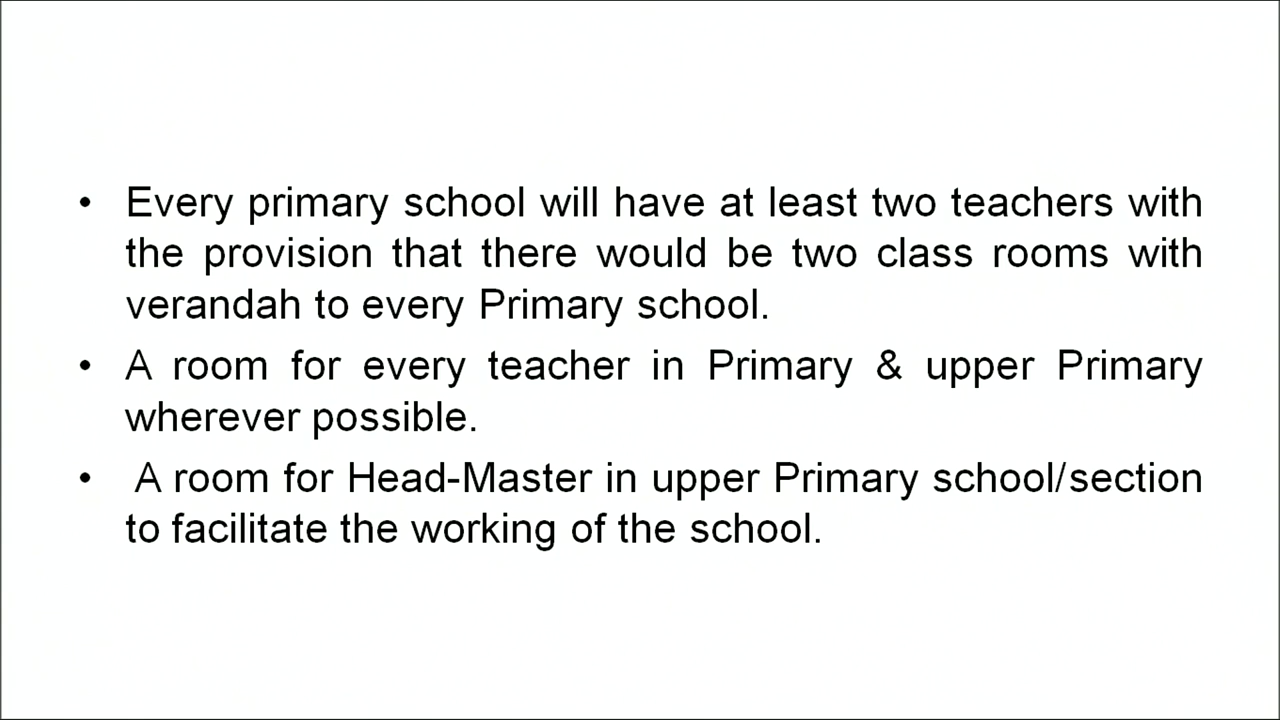 • Every primary school will have at least two teachers with
the provision that there would be two class rooms with
verandah to every Primary school.
• A room for every teacher in Primary & upper Primary
wherever possible.
• A room for Head-Master in upper Primary school/section
to facilitate the working of the school.